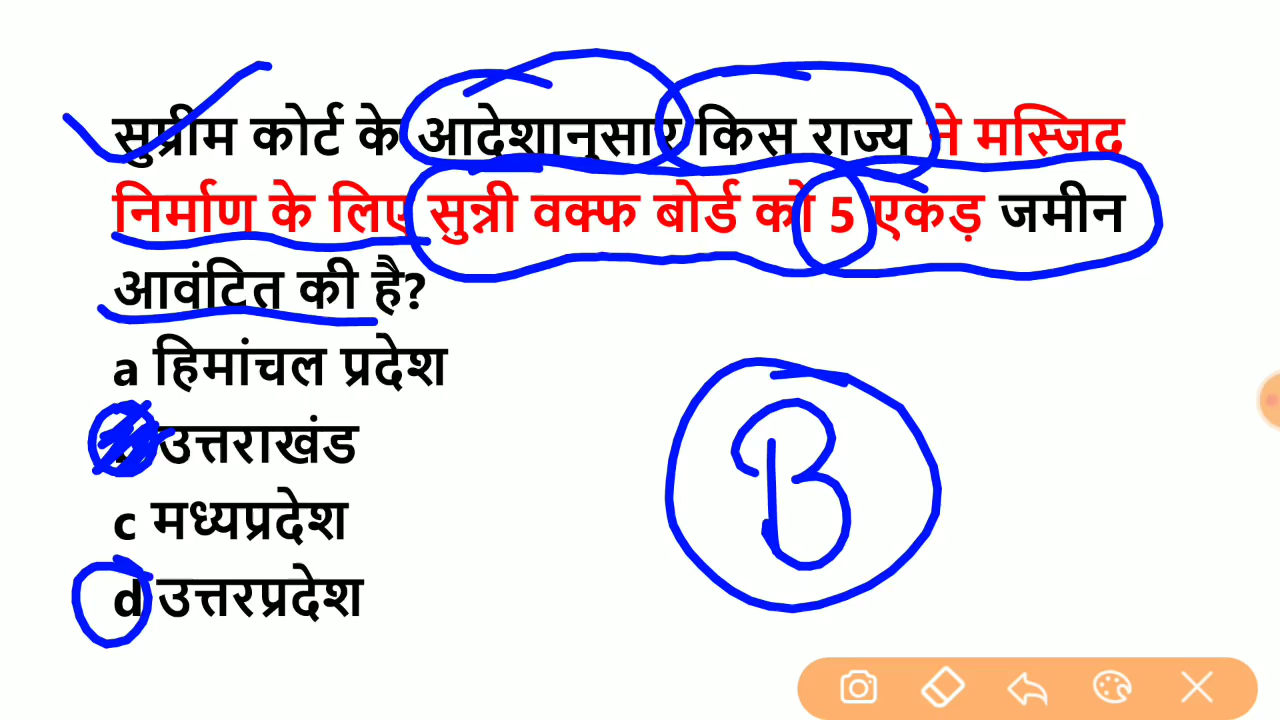 सुप्रीम कोर्ट के आदेशानुसार किस राज्य ने मस्जिद
निर्माण के लिए सुन्नी वक्फ बोर्ड को 5 एकड़ जमीन
आवंटित की है?
a हिमांचल प्रदेश
उत्तराखंड
c मध्यप्रदेश
d उत्तरप्रदेश
B